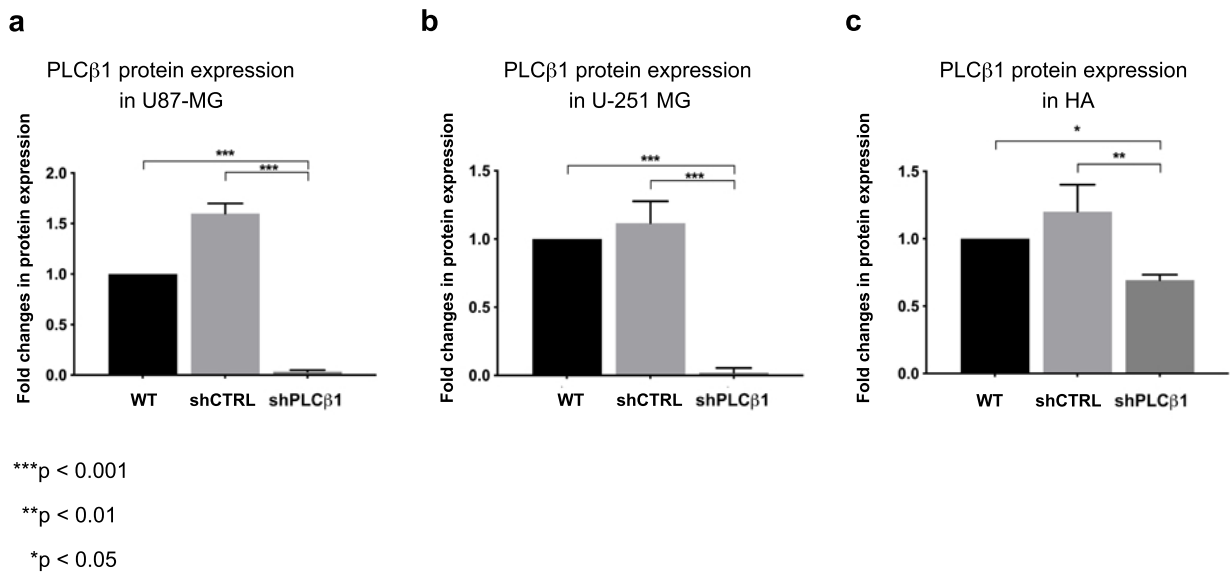 a
PLCβ1 protein expression
in U87-MG
Fold changes in protein expression
2.0
1.5
1.0
0.5
0.0
***
***
WT shCTRL shPLCβ1
b
PLCβ1 protein expression
in U-251 MG
Fold changes in protein expression
1.5
1.0
0.5
0.0
***
***
WT shCTRL shPLCβ1
c
PLCβ1 protein expression
in HA
Fold changes in protein expression
1.5
1.0
0.5
0.0
*
**
WT shCTRL shPLCβ1
***p < 0.001
**p < 0.01
*p < 0.05